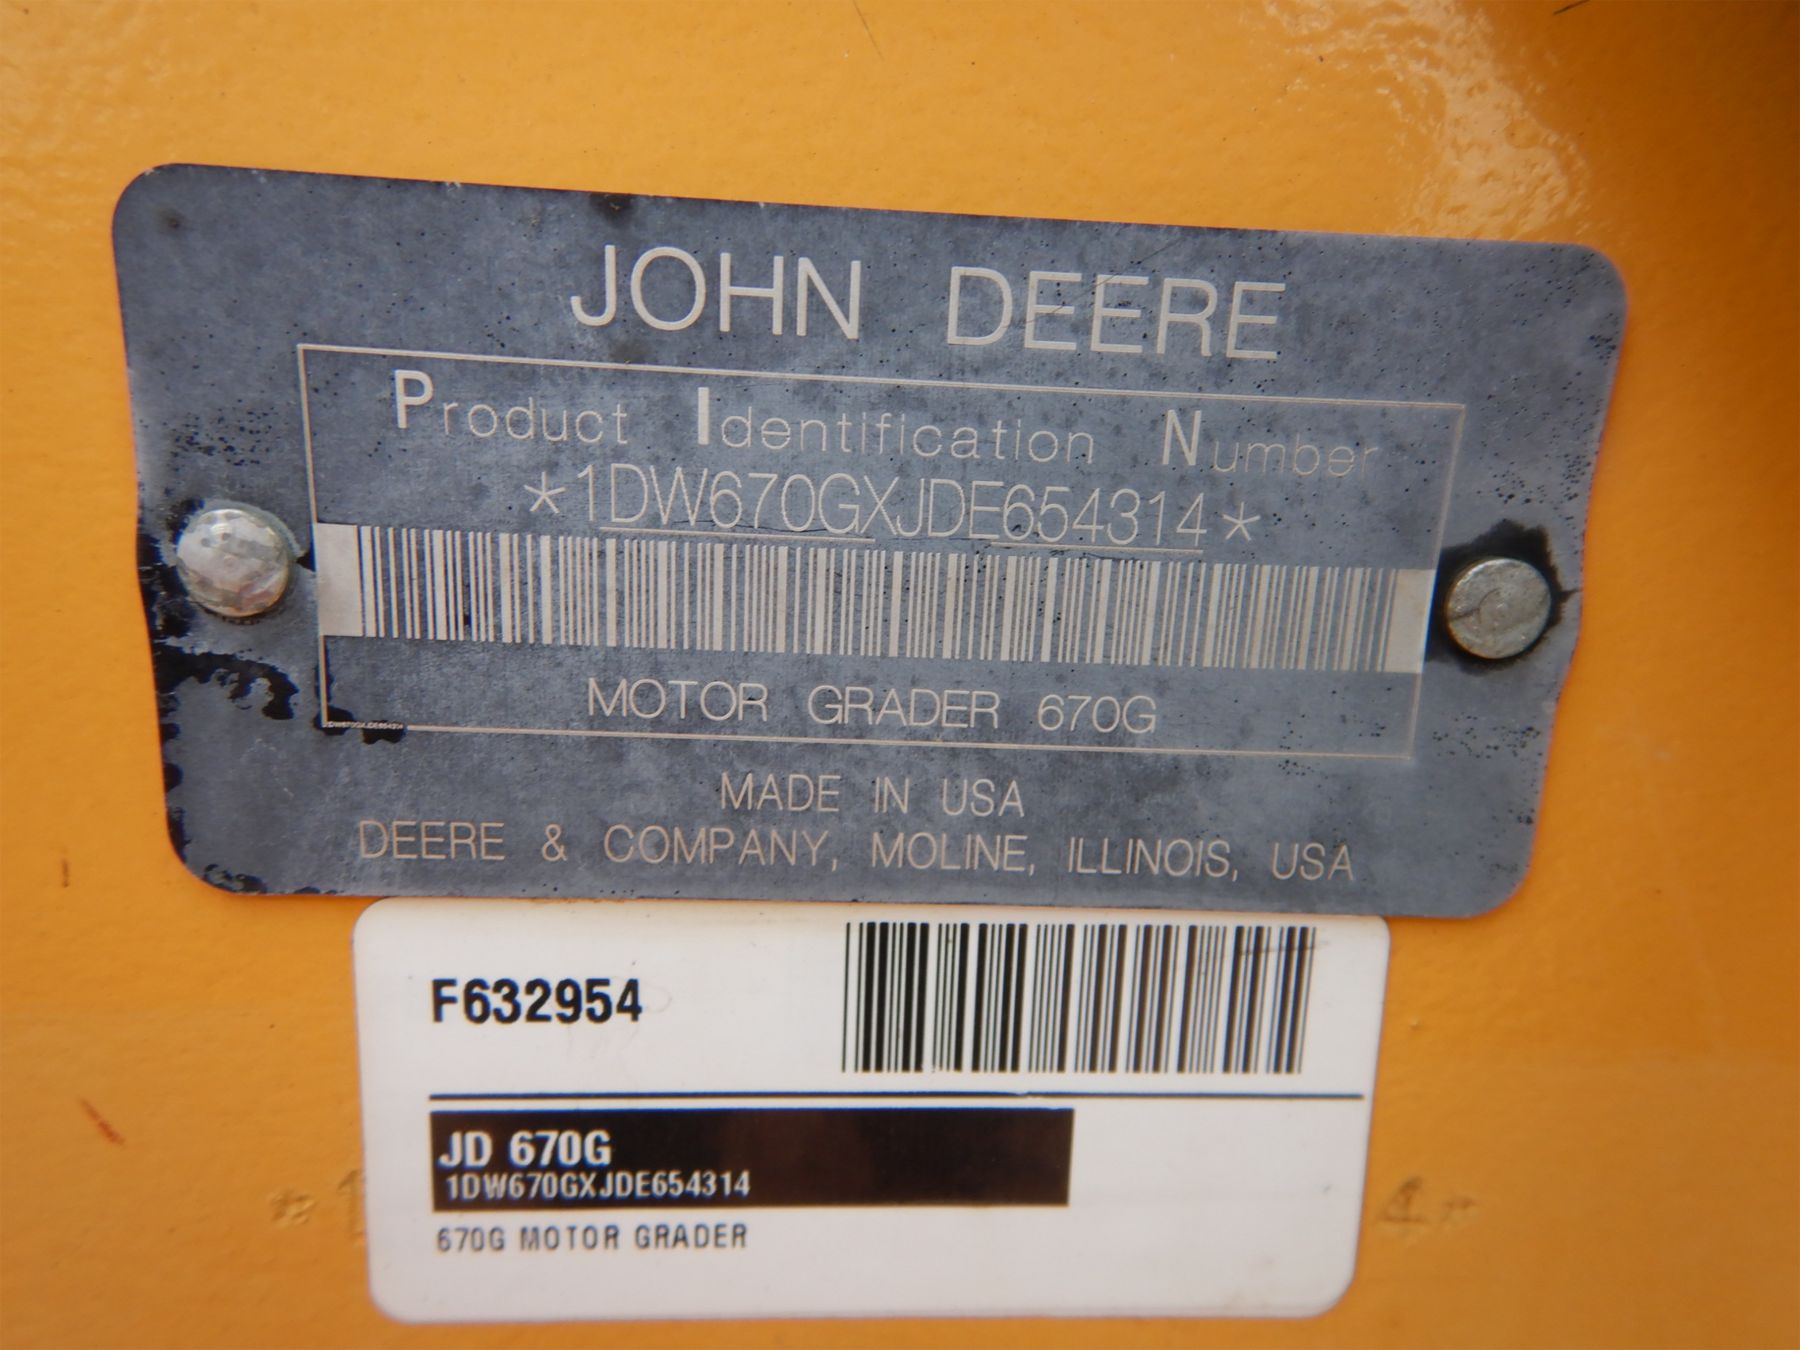 JOHN DEERE
Product Identification Number
*1DW670GXJDE654314*
MOTOR GRADER 670G
1DW670GXJDE654314
MADE IN USA
DEERE & COMPANY, MOLINE, ILLINOIS, USA
F632954
JD 670G
1DW670GXJDE654314
670G MOTOR GRADER